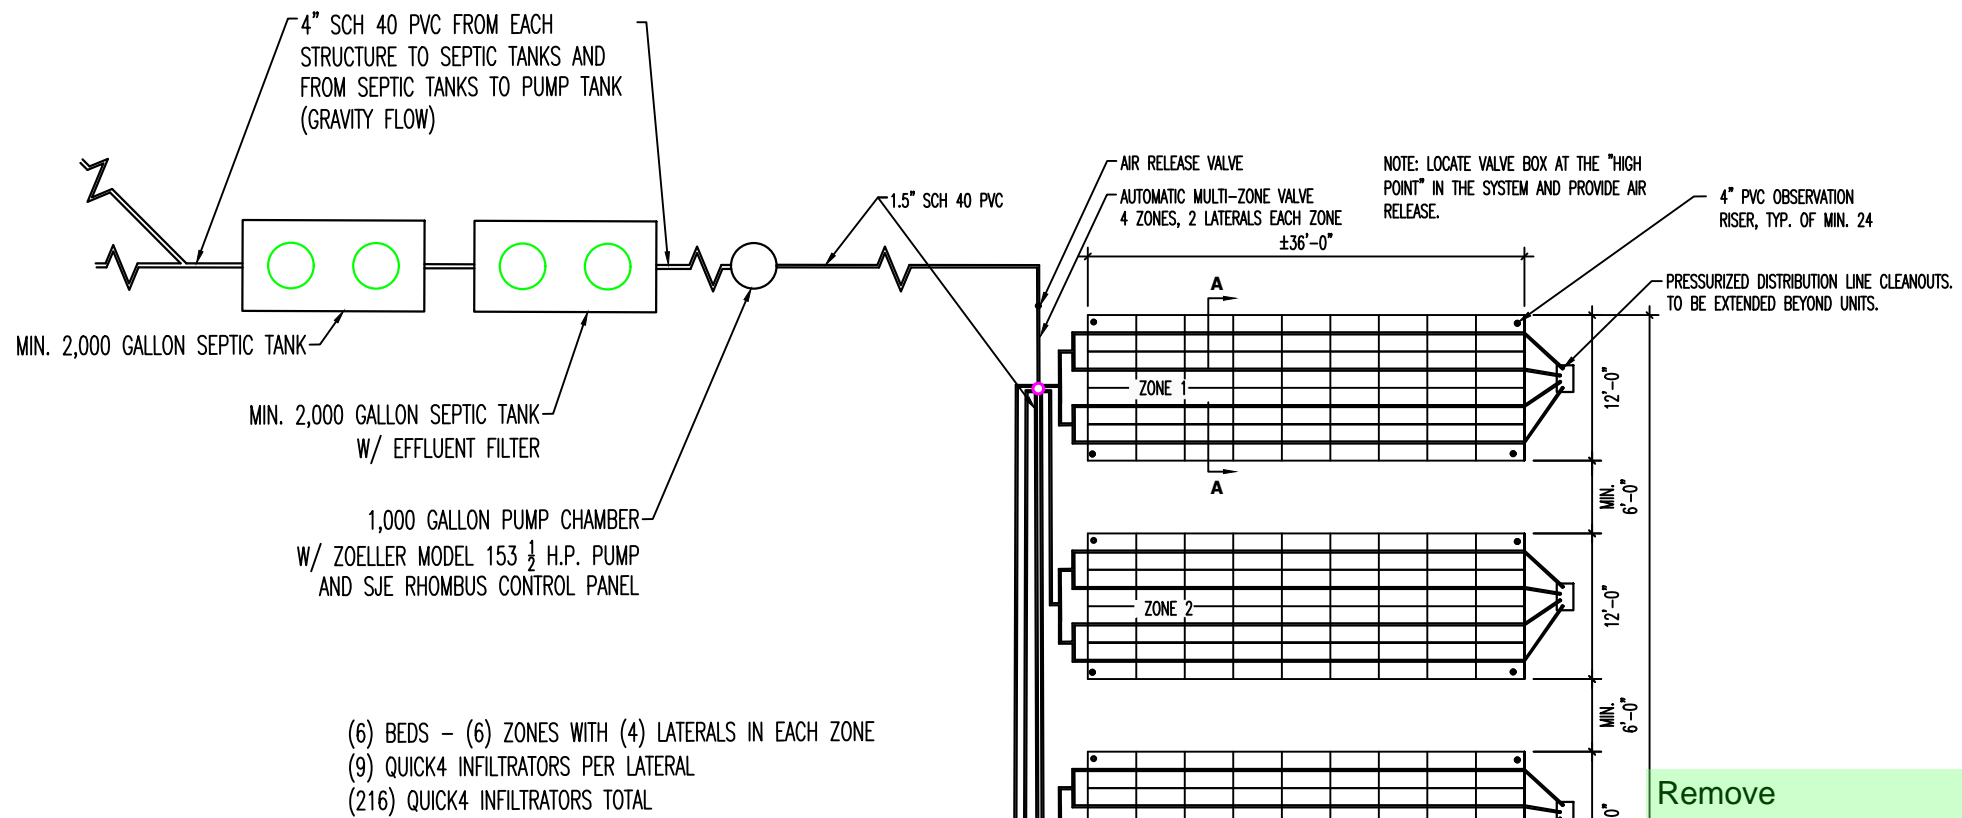 4" SCH 40 PVC FROM EACH
STRUCTURE TO SEPTIC TANKS AND
FROM SEPTIC TANKS TO PUMP TANK
(GRAVITY FLOW)
AIR RELEASE VALVE
AUTOMATIC MULTI-ZONE VALVE
4 ZONES, 2 LATERALS EACH ZONE
1.5" SCH 40 PVC
NOTE: LOCATE VALVE BOX AT THE "HIGH
POINT" IN THE SYSTEM AND PROVIDE AIR
RELEASE.
4" PVC OBSERVATION
RISER, TYP. OF MIN. 24
±36'-0"
PRESSURIZED DISTRIBUTION LINE CLEANOUTS.
TO BE EXTENDED BEYOND UNITS.
A
MIN. 2,000 GALLON SEPTIC TANK
ZONE 1
12'-0"
MIN. 2,000 GALLON SEPTIC TANK
W/ EFFLUENT FILTER
A
MIN.
6'-0"
1,000 GALLON PUMP CHAMBER
W/ ZOELLER MODEL 153 1/2 H.P. PUMP
AND SJE RHOMBUS CONTROL PANEL
ZONE 2
12'-0"
MIN.
6'-0"
(6) BEDS - (6) ZONES WITH (4) LATERALS IN EACH ZONE
(9) QUICK4 INFILTRATORS PER LATERAL
(216) QUICK4 INFILTRATORS TOTAL
0"
Remove